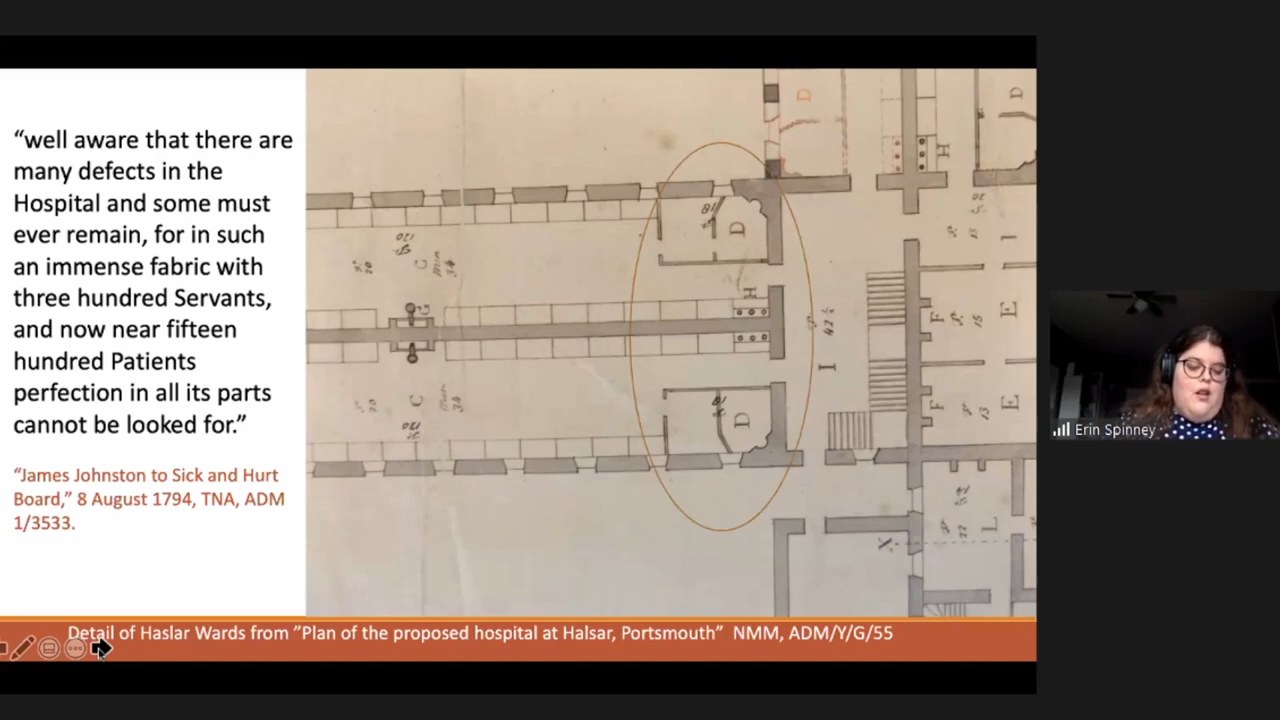 “well aware that there are
many defects in the
Hospital and some must
ever remain, for in such
an immense fabric with
three hundred Servants,
and now near fifteen
hundred Patients
perfection in all its parts
cannot be looked for.”
“James Johnston to Sick and Hurt
Board,” 8 August 1794, TNA, ADM
1/3533.
D
D
H
D
C
G
H
I
F
E
I
C
D
F
E
L
X
Detail of Haslar Wards from ”Plan of the proposed hospital at Halsar, Portsmouth” NMM, ADM/Y/G/55
Erin Spinney